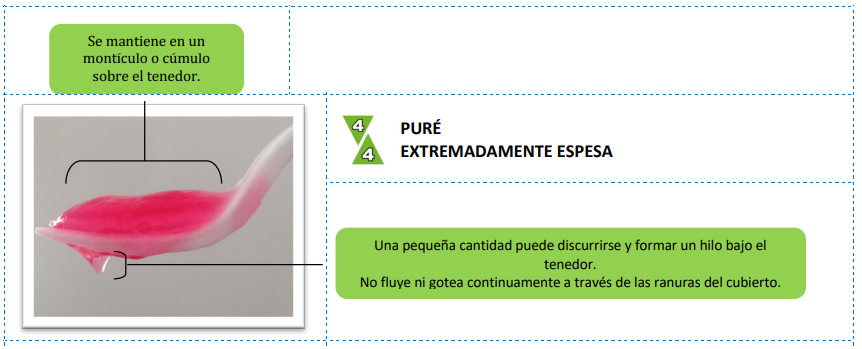 Se mantiene en un
montículo o cúmulo
sobre el tenedor.
4
4
PURÉ
EXTREMADAMENTE ESPESA
Una pequeña cantidad puede discurrirse y formar un hilo bajo el
tenedor.
No fluye ni gotea continuamente a través de las ranuras del cubierto.